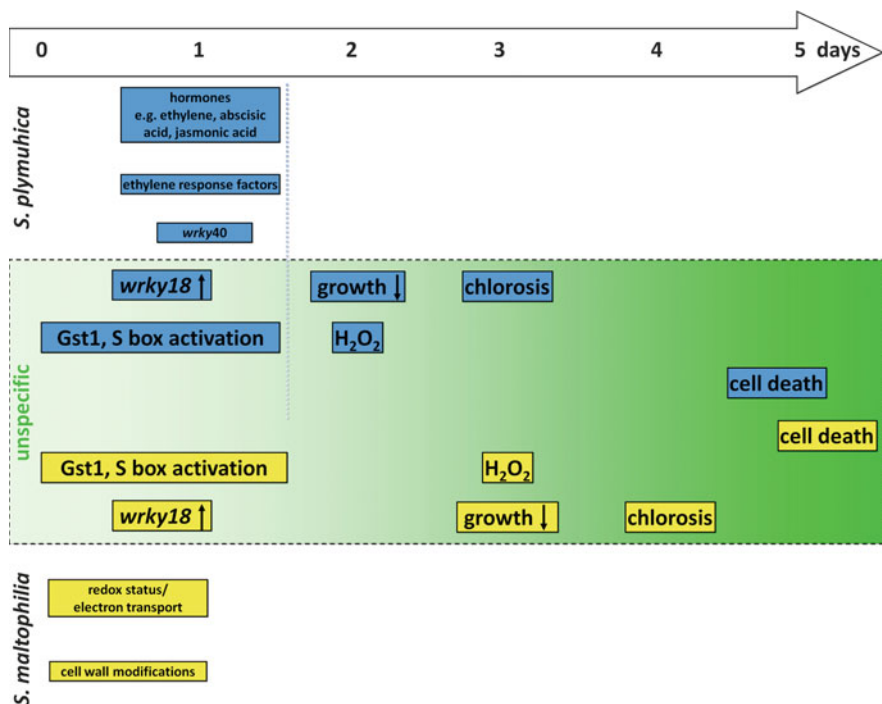 0 1 2 3 4 5 days
S. plymuhica
hormones
e.g. ethylene, abscisic
acid, jasmonic acid
ethylene response factors
wrky40
unspecific
wrky18 ↑
growth ↓
chlorosis
Gst1, S box activation
H₂O₂
cell death
cell death
Gst1, S box activation
H₂O₂
wrky18 ↑
growth ↓
chlorosis
S. maltophilia
redox status/
electron transport
cell wall modifications